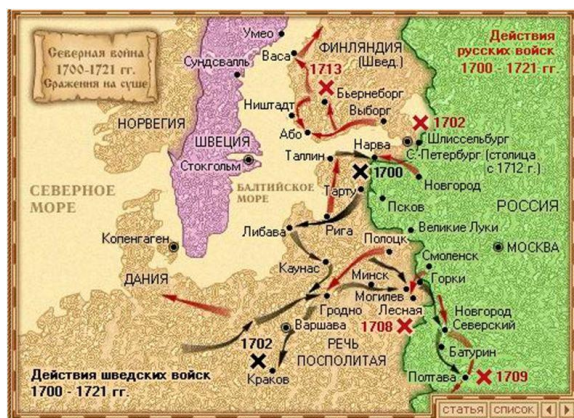 Северная война
1700-1721 гг.
Сражения на суше
Действия
русских войск
1700 - 1721 гг.
Умео
Васа
ФИНЛЯНДИЯ
(Швед.)
Сундсвалль
1713
Бьернеборг
Ништадт
Выборг
1702
НОРВЕГИЯ
Або
Нарва
Шлиссельбург
С.-Петербург (столица
с 1712 г.)
ШВЕЦИЯ
Таллин
Стокгольм
1700
БАЛТИЙСКОЕ
МОРЕ
Тарту
Новгород
СЕВЕРНОЕ
МОРЕ
Псков
РОССИЯ
Рига
Великие Луки
Либава
Полоцк
Копенгаген
МОСКВА
Смоленск
Каунас
Минск
Горки
ДАНИЯ
Могилев
Гродно
Лесная
Новгород
Северский
1708
Варшава
1702
РЕЧЬ
ПОСПОЛИТАЯ
Батурин
Краков
Полтава
1709
Действия шведских войск
1700 - 1721 гг.
статья список